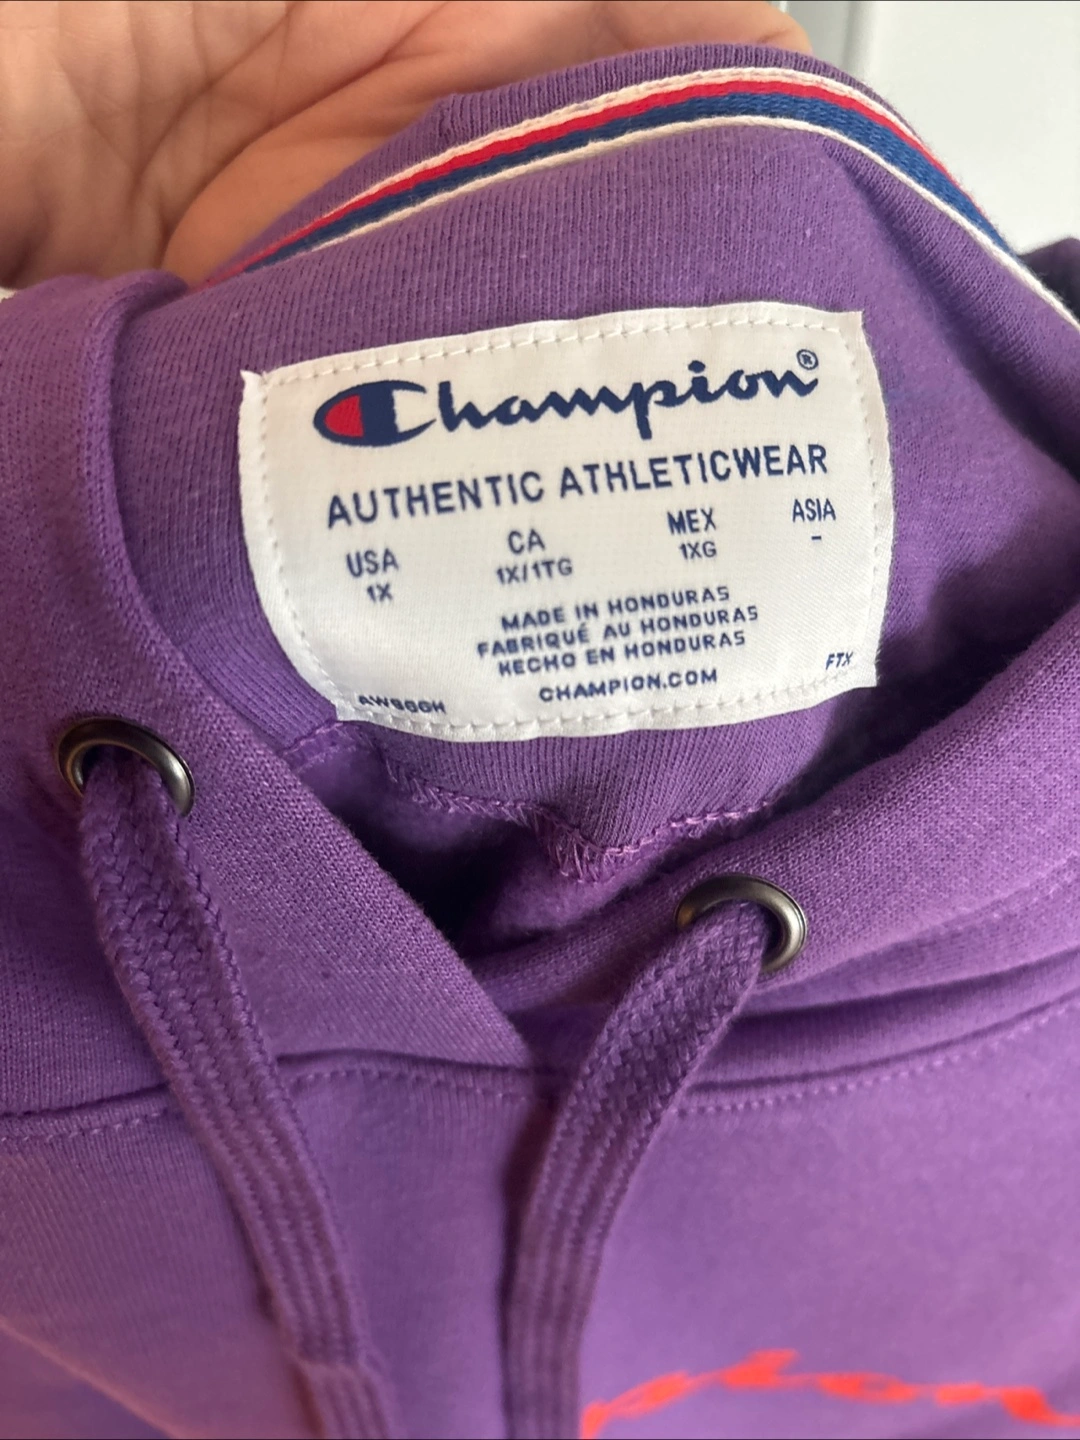 Champion®
AUTHENTIC ATHLETICWEAR
USA CA MEX ASIA
1X 1X/1TG 1XG -
MADE IN HONDURAS
FABRIQUÉ AU HONDURAS
HECHO EN HONDURAS
CHAMPION.COM
FTX